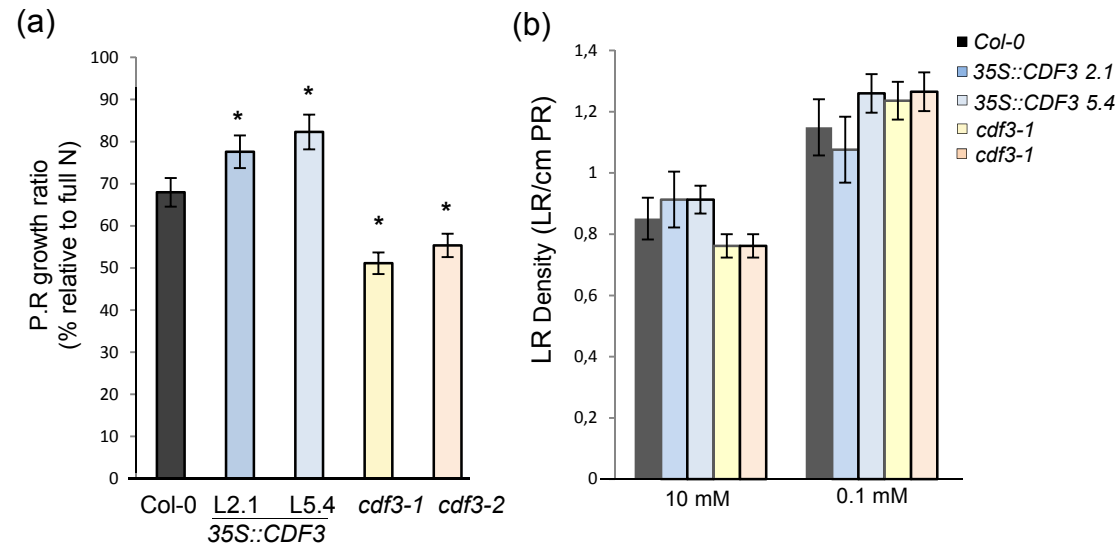 (a)
P.R growth ratio
(% relative to full N)
100
90
80
70
60
50
40
30
20
10
0
*
*
*
*
Col-0 L2.1 L5.4 cdf3-1 cdf3-2
35S::CDF3
(b)
LR Density (LR/cm PR)
1,4
1,2
1
0,8
0,6
0,4
0,2
0
10 mM 0.1 mM
Col-0
35S::CDF3 2.1
35S::CDF3 5.4
cdf3-1
cdf3-1